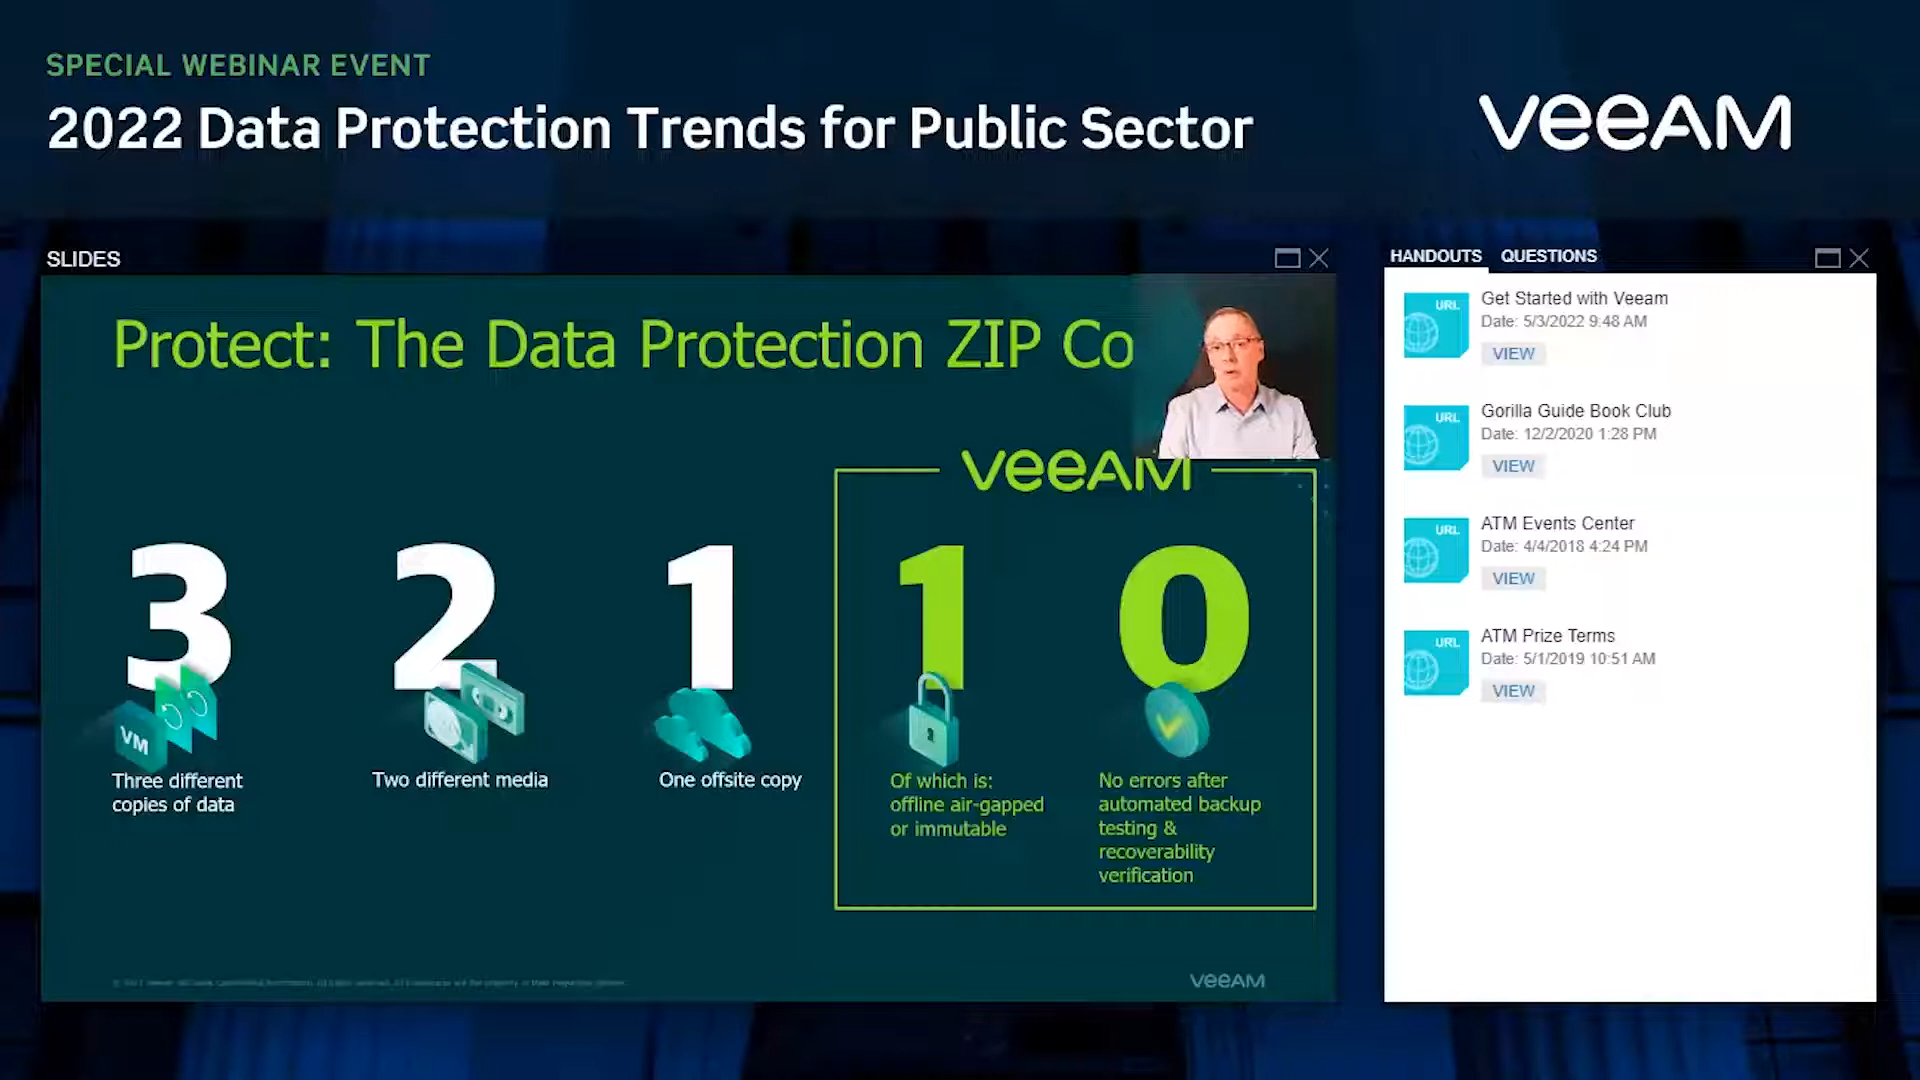 SPECIAL WEBINAR EVENT
2022 Data Protection Trends for Public Sector
veeAM
SLIDES
Protect: The Data Protection ZIP Co
veeAM
3
2
1
1
0
VM
Three different
copies of data
Two different media
One offsite copy
Of which is:
offline air-gapped
or immutable
No errors after
automated backup
testing &
recoverability
verification
veeAM
HANDOUTS QUESTIONS
URL
Get Started with Veeam
Date: 5/3/2022 9:48 AM
VIEW
URL
Gorilla Guide Book Club
Date: 12/2/2020 1:28 PM
VIEW
URL
ATM Events Center
Date: 4/4/2018 4:24 PM
VIEW
URL
ATM Prize Terms
Date: 5/1/2019 10:51 AM
VIEW